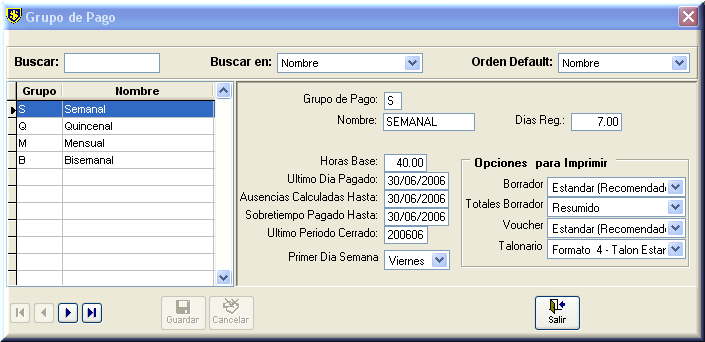 Grupo de Pago
Buscar: Buscar en: Nombre Orden Default: Nombre
Grupo Nombre
S Semanal
Q Quincenal
M Mensual
B Bisemanal
Grupo de Pago: S
Nombre: SEMANAL Dias Reg.: 7.00
Horas Base: 40.00
Ultimo Dia Pagado: 30/06/2006
Ausencias Calculadas Hasta: 30/06/2006
Sobretiempo Pagado Hasta: 30/06/2006
Ultimo Periodo Cerrado: 200606
Primer Dia Semana Viernes
Opciones para Imprimir
Borrador Estandar (Recomendado
Totales Borrador Resumido
Voucher Estandar (Recomendado
Talonario Formato 4 - Talon Estar
Guardar Cancelar Salir